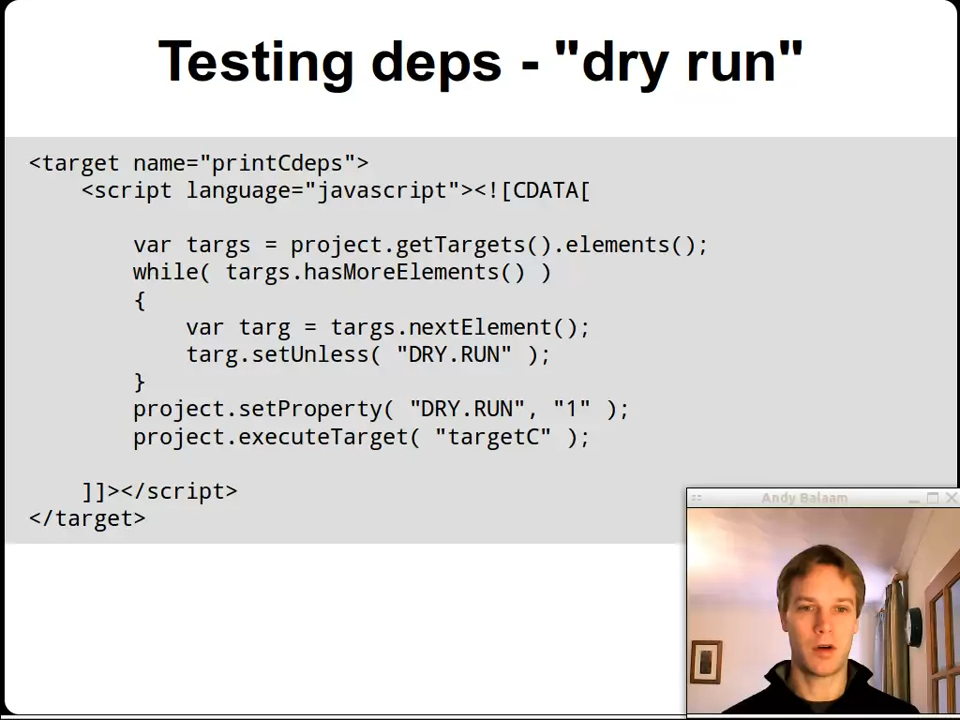 Testing deps - "dry run"
<target name="printCdeps">
<script language="javascript"><![CDATA[
var targs = project.getTargets().elements();
while( targs.hasMoreElements() )
{
var targ = targs.nextElement();
targ.setUnless( "DRY.RUN" );
}
project.setProperty( "DRY.RUN", "1" );
project.executeTarget( "targetC" );
]]></script>
</target>
Andy Balaam